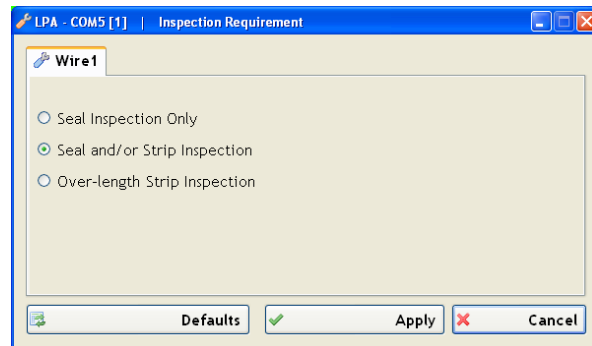 LPA - COM5 [1] | Inspection Requirement
Wire1
Seal Inspection Only
Seal and/or Strip Inspection
Over-length Strip Inspection
Defaults Apply Cancel